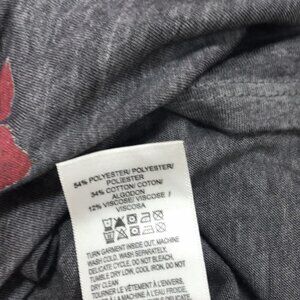 54% POLYESTER/ POLYESTER/
POLIESTER
34% COTTON/ COTON/
ALGODON
12% VISCOSE/ VISCOSE /
VISCOSA
TURN GARMENT INSIDE OUT, MACHINE
WASH COLD, WASH SEPARATELY,
DELICATE CYCLE, DO NOT BLEACH,
TUMBLE DRY LOW, COOL IRON, DO NOT
DRY CLEAN
TOURNER LE VÊTEMENT À L'ENVERS,
À LA MACHINE À L'EAU FROIDE,